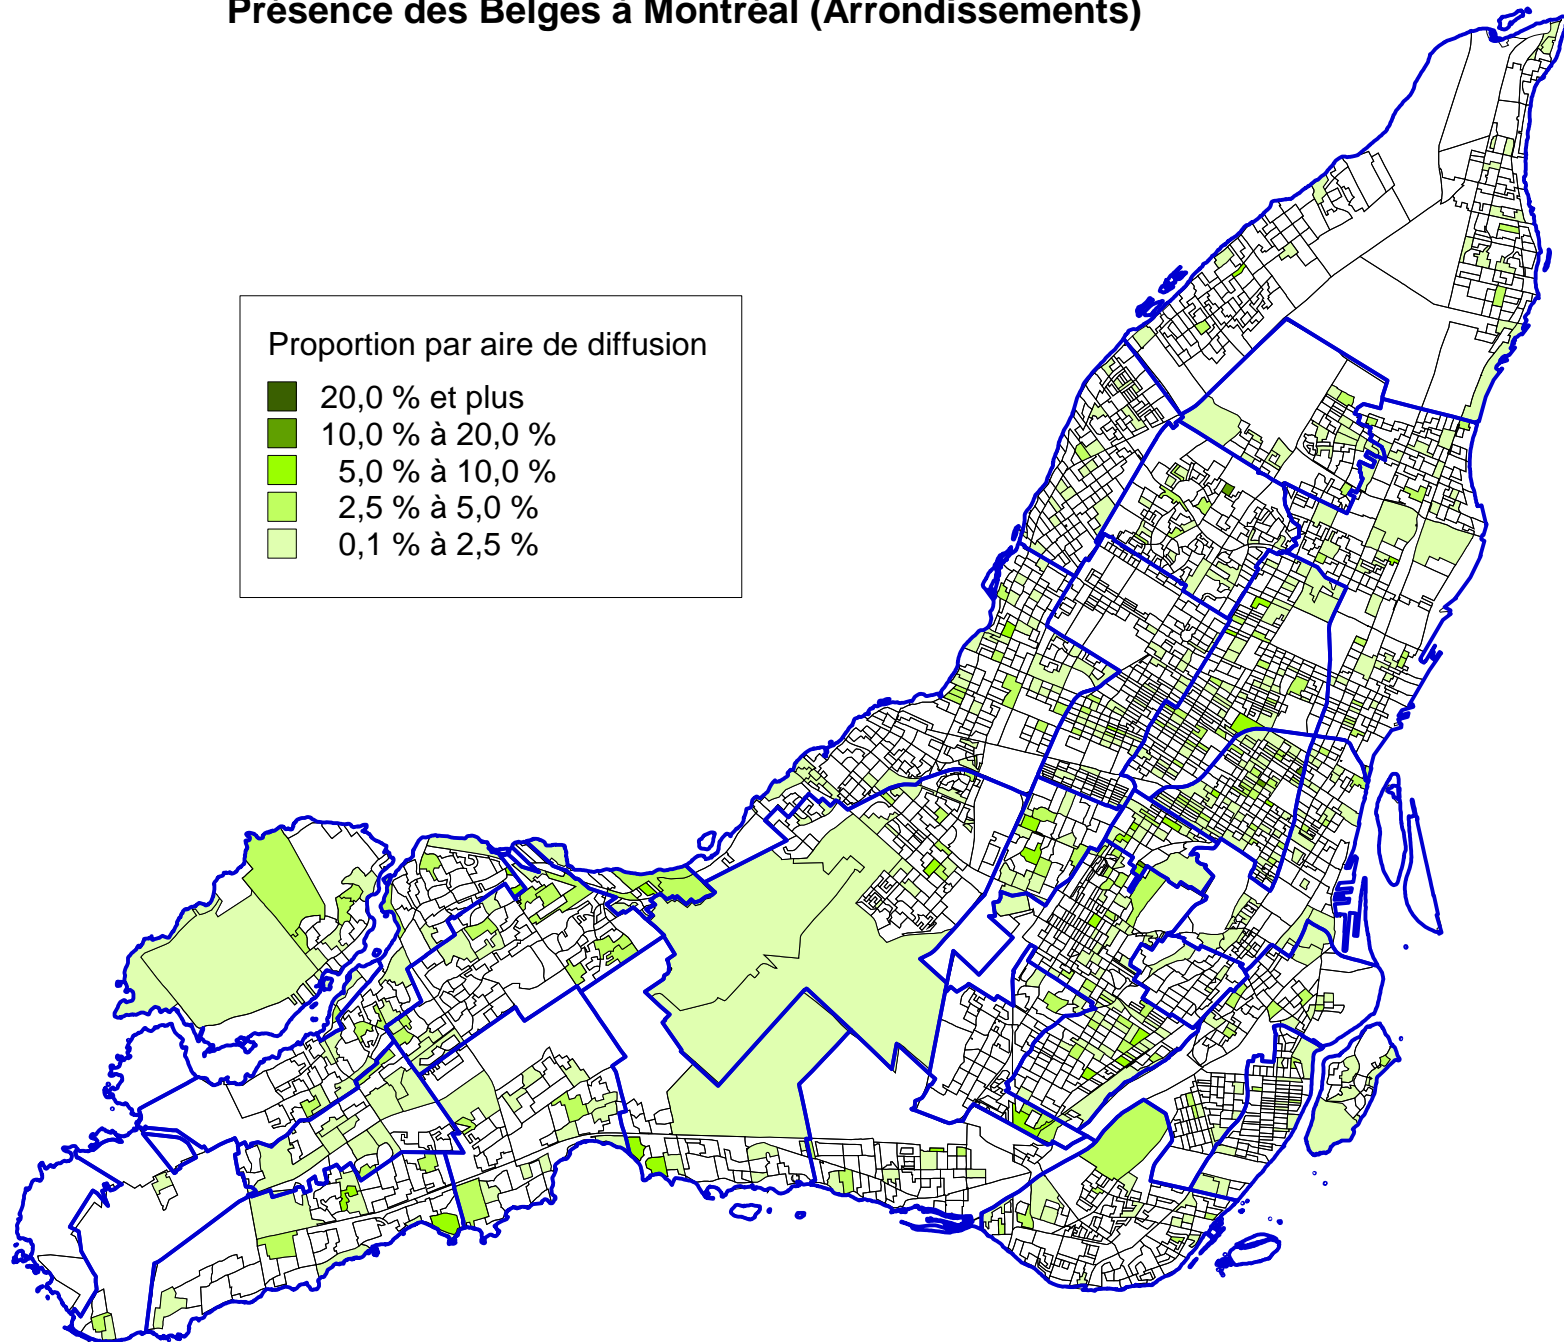 Présence des Belges à Montréal (Arrondissements)
Proportion par aire de diffusion
20,0 % et plus
10,0 % à 20,0 %
5,0 % à 10,0 %
2,5 % à 5,0 %
0,1 % à 2,5 %